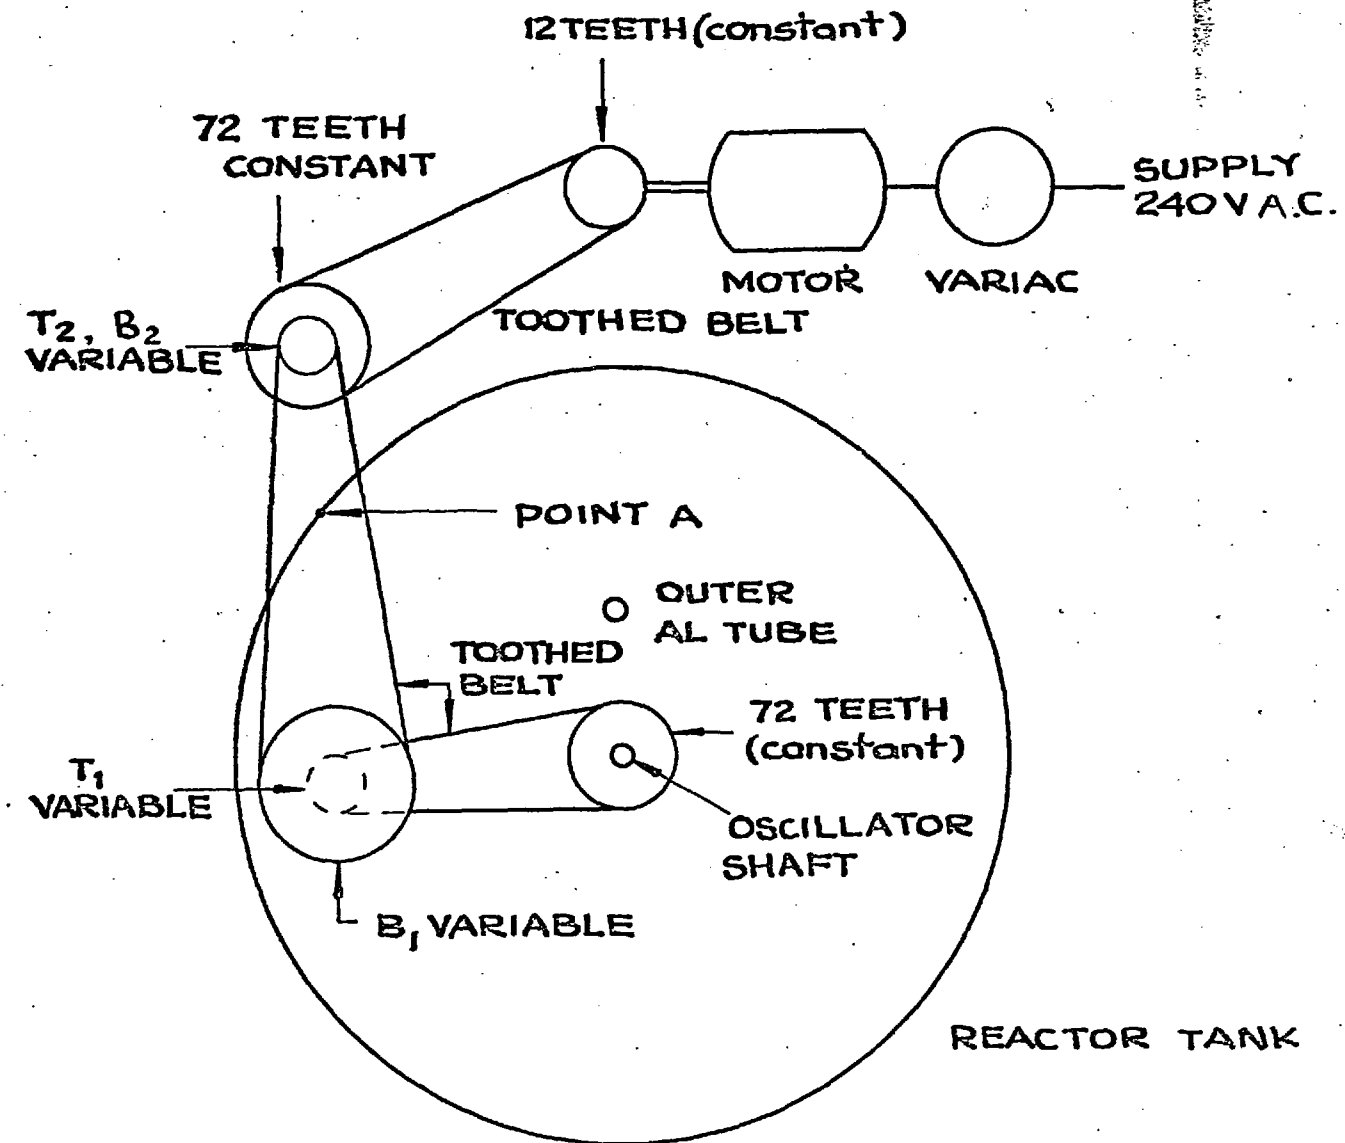 12 TEETH (constant)
72 TEETH
CONSTANT
SUPPLY
240V A.C.
MOTOR
VARIAC
T2, B2
VARIABLE
TOOTHED BELT
POINT A
OUTER
AL TUBE
TOOTHED
BELT
72 TEETH
(constant)
T1
VARIABLE
OSCILLATOR
SHAFT
B1 VARIABLE
REACTOR TANK